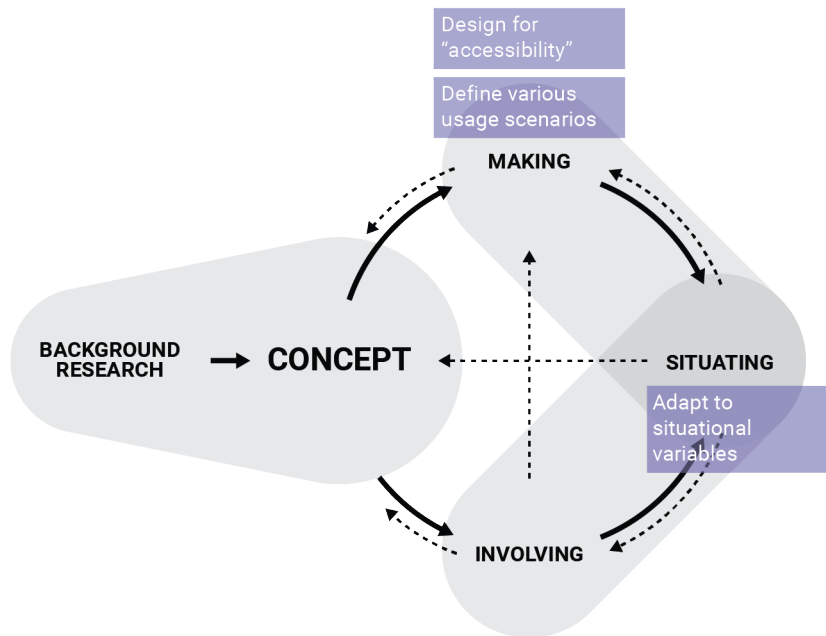 Design for
“accessibility”
Define various
usage scenarios
MAKING
BACKGROUND
RESEARCH
CONCEPT
SITUATING
Adapt to
situational
variables
INVOLVING